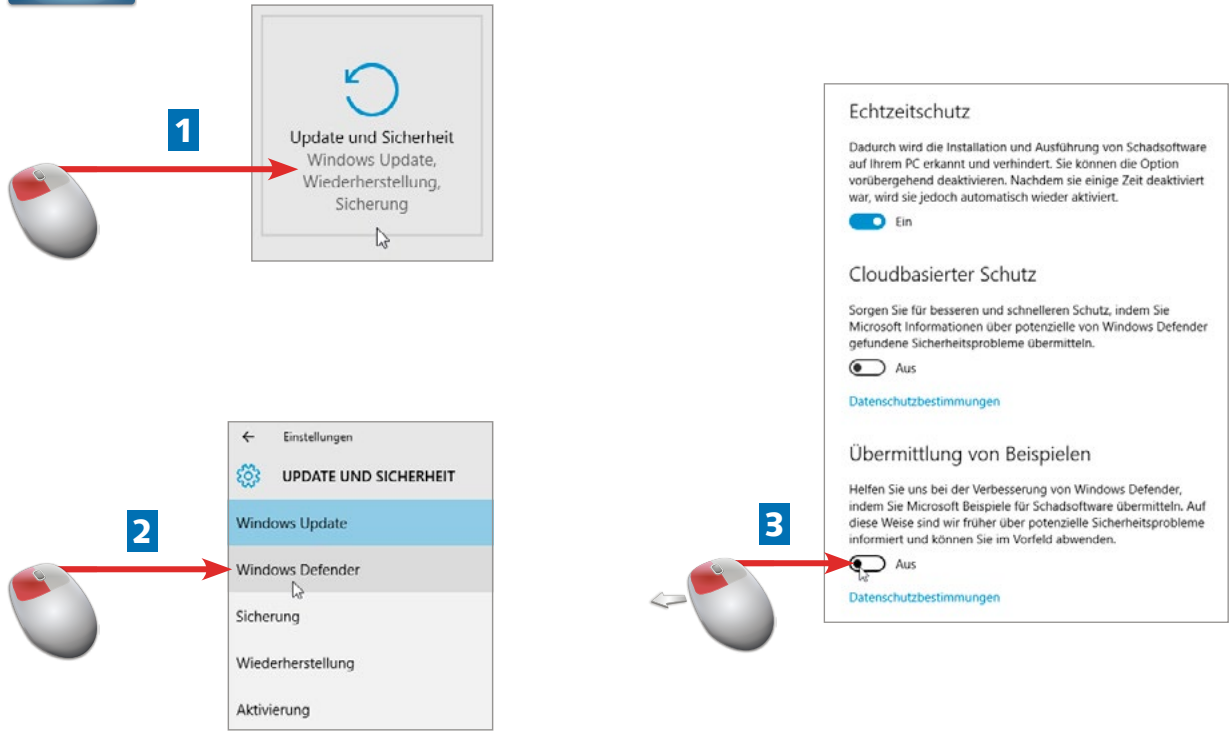 1
Update und Sicherheit
Windows Update,
Wiederherstellung,
Sicherung
2
Einstellungen
UPDATE UND SICHERHEIT
Windows Update
Windows Defender
Sicherung
Wiederherstellung
Aktivierung
3
Echtzeitschutz
Dadurch wird die Installation und Ausführung von Schadsoftware
auf Ihrem PC erkannt und verhindert. Sie können die Option
vorübergehend deaktivieren. Nachdem sie einige Zeit deaktiviert
war, wird sie jedoch automatisch wieder aktiviert.
Ein
Cloudbasierter Schutz
Sorgen Sie für besseren und schnelleren Schutz, indem Sie
Microsoft Informationen über potenzielle von Windows Defender
gefundene Sicherheitsprobleme übermitteln.
Aus
Datenschutzbestimmungen
Übermittlung von Beispielen
Helfen Sie uns bei der Verbesserung von Windows Defender,
indem Sie Microsoft Beispiele für Schadsoftware übermitteln. Auf
diese Weise sind wir früher über potenzielle Sicherheitsprobleme
informiert und können Sie im Vorfeld abwenden.
Aus
Datenschutzbestimmungen